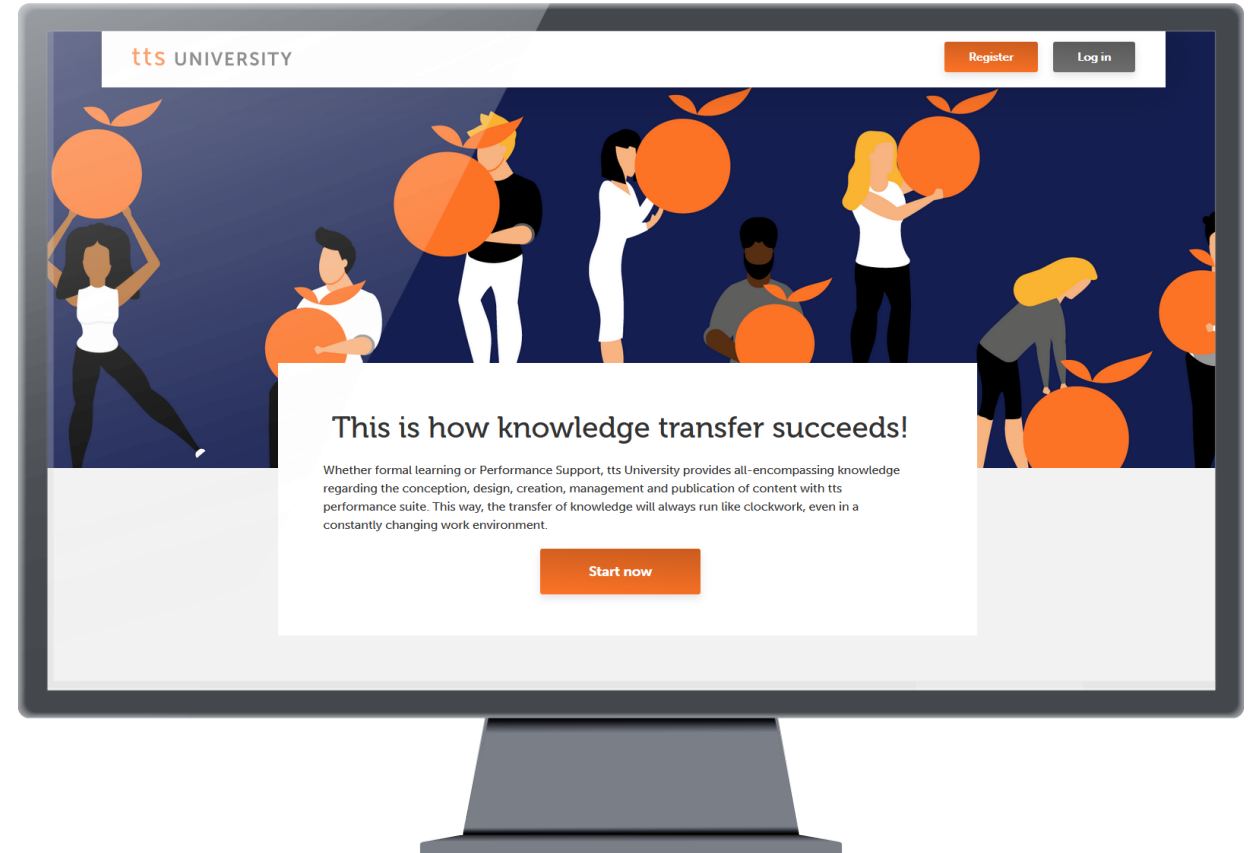 tts UNIVERSITY
Register
Log in
This is how knowledge transfer succeeds!
Whether formal learning or Performance Support, tts University provides all-encompassing knowledge
regarding the conception, design, creation, management and publication of content with tts
performance suite. This way, the transfer of knowledge will always run like clockwork, even in a
constantly changing work environment.
Start now